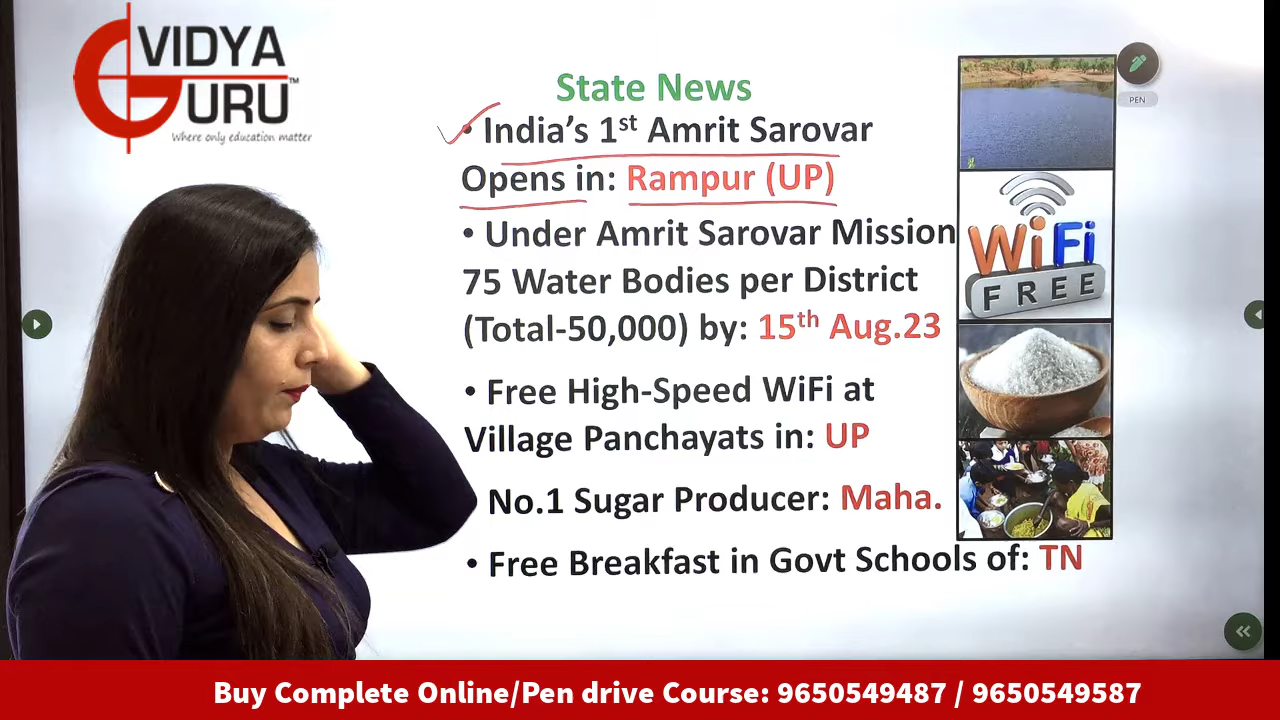 VIDYA
GURU™
Where only education matter
State News
• India's 1st Amrit Sarovar
Opens in: Rampur (UP)
• Under Amrit Sarovar Mission
75 Water Bodies per District
(Total-50,000) by: 15th Aug.23
• Free High-Speed WiFi at
Village Panchayats in: UP
No.1 Sugar Producer: Maha.
• Free Breakfast in Govt Schools of: TN
PEN
WiFi
FREE
Buy Complete Online/Pen drive Course: 9650549487 / 9650549587